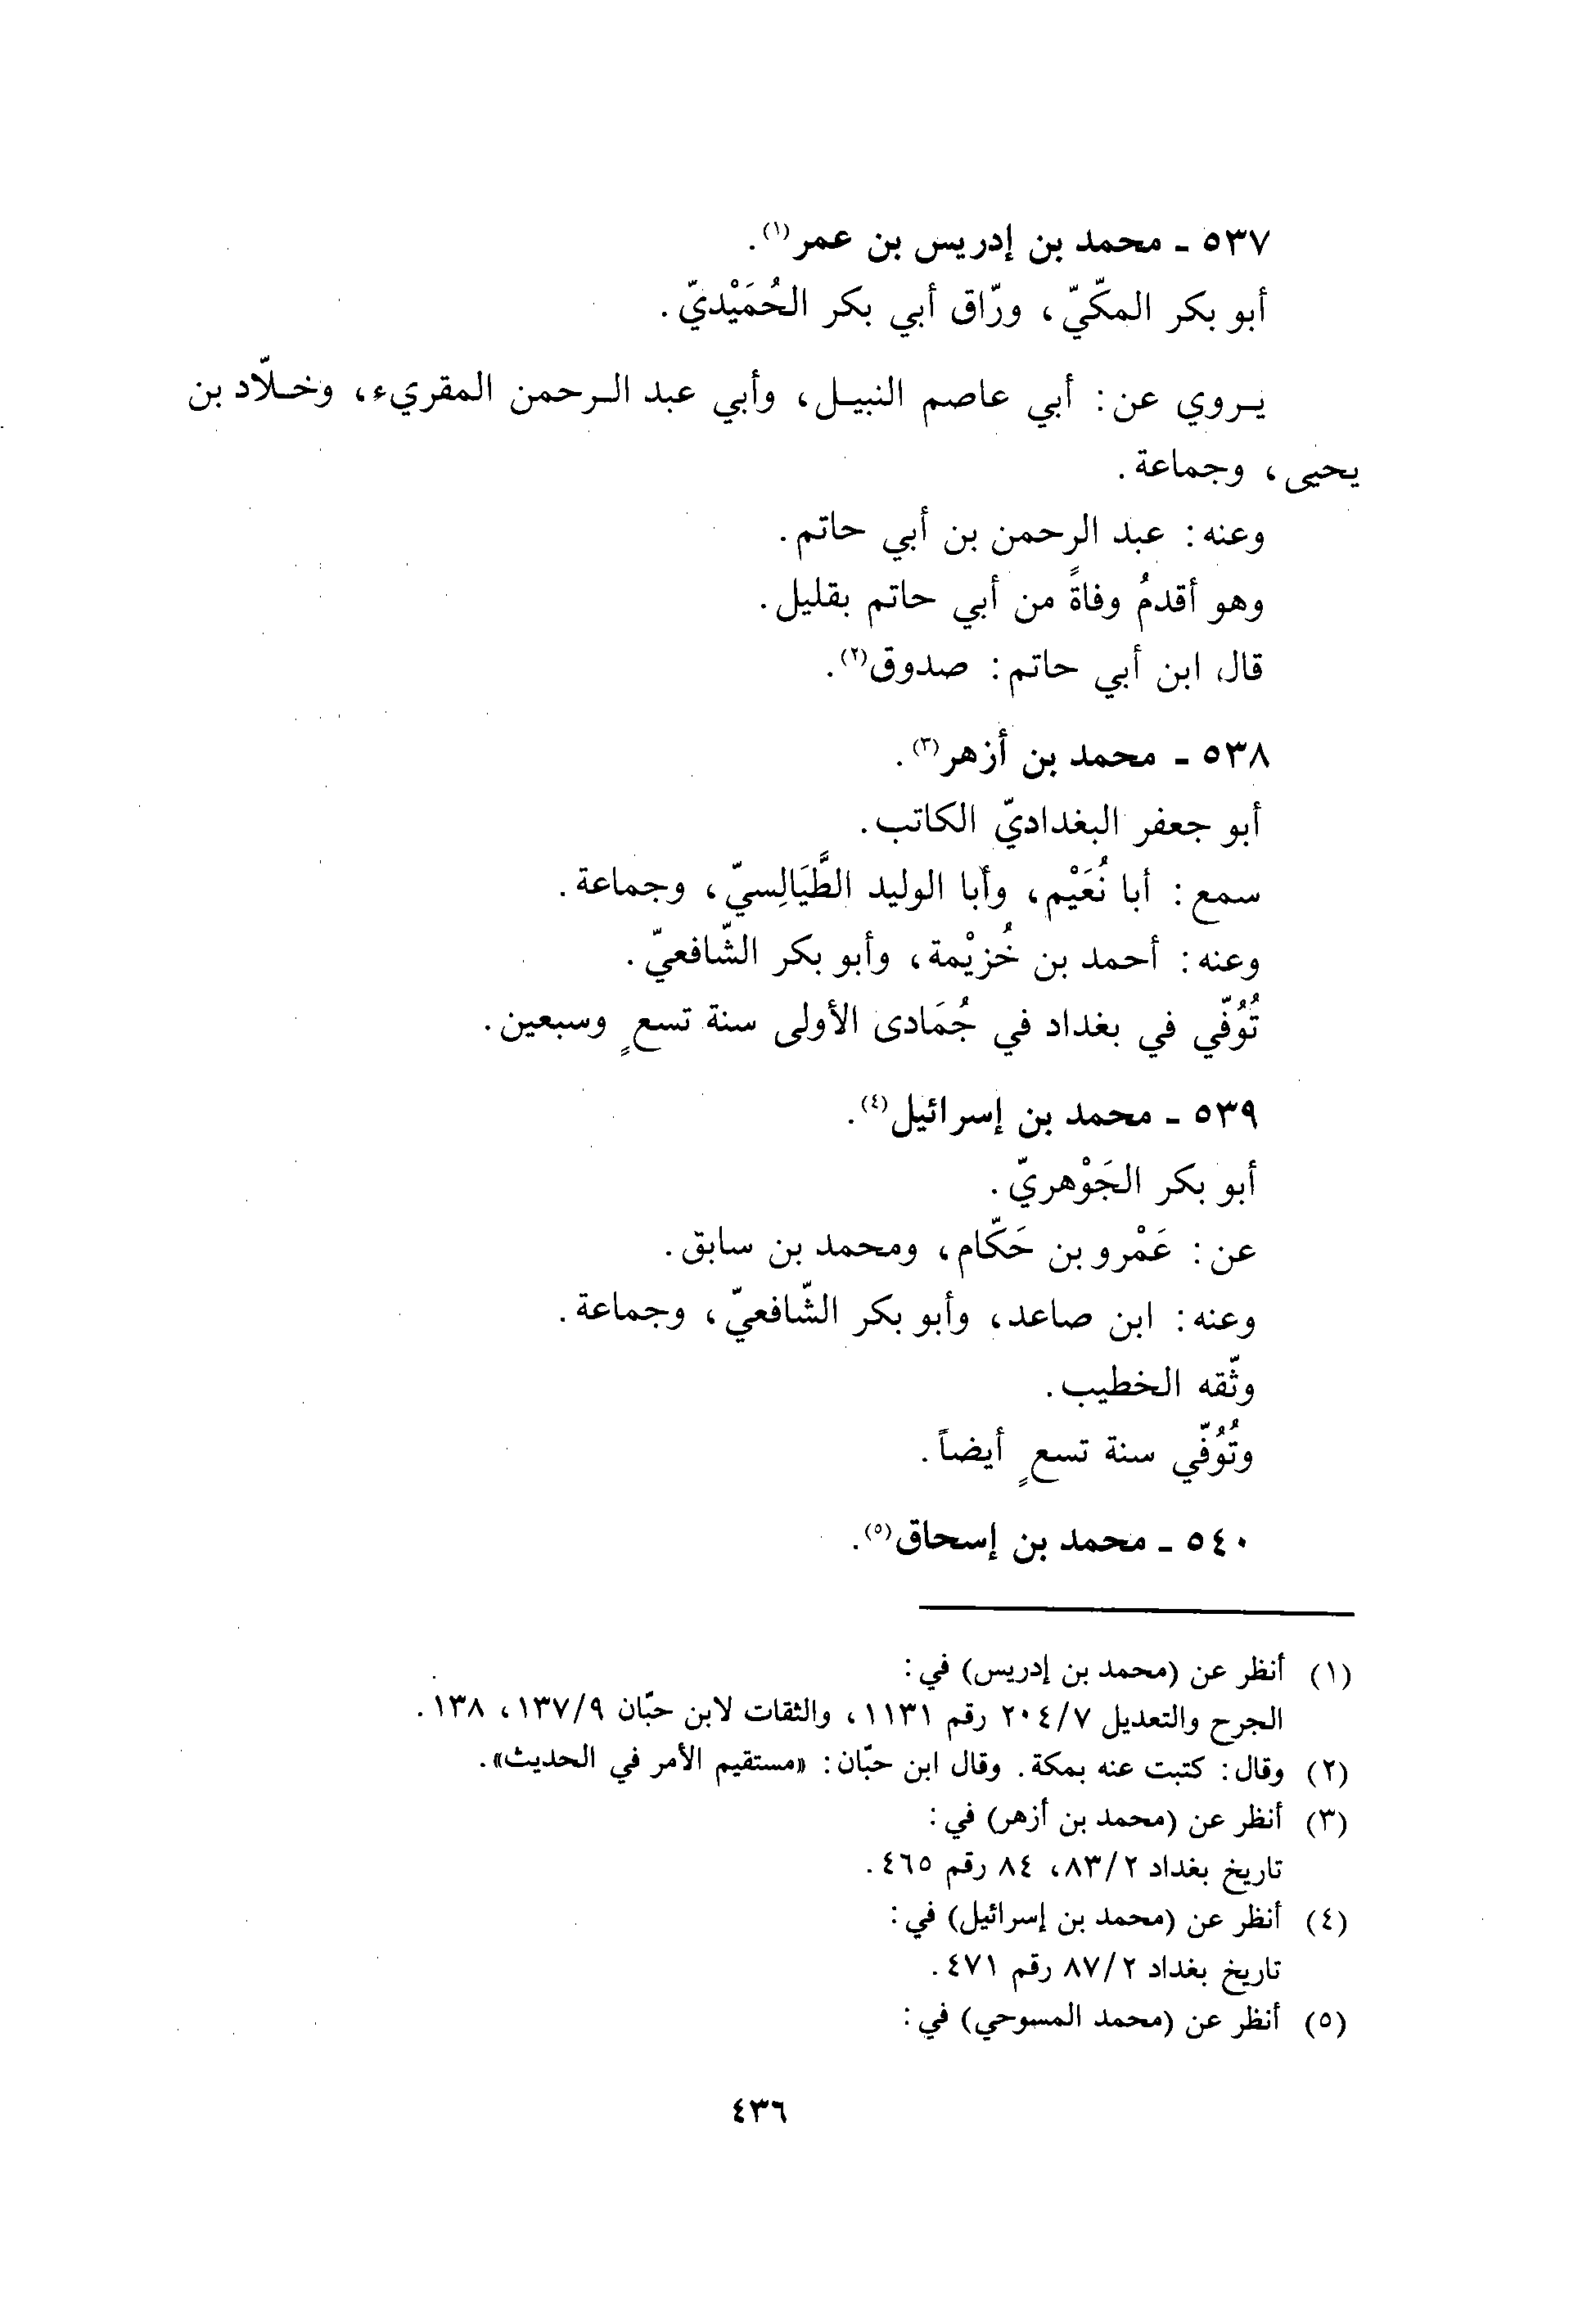 ٥٣٧ - محمد بن إدريس بن عمر(١).
أبو بكر المكّيّ، ورّاق أبي بكر الحُمَيْديّ.
يـروي عن: أبي عاصم النبيـل، وأبي عبد الـرحمن المقريء، وخـلّاد بن
يحيى، وجماعة.
وعنه: عبد الرحمن بن أبي حاتم.
وهو أقدمُ وفاةً من أبي حاتم بقليل.
قال ابن أبي حاتم: صدوق(٢).
٥٣٨ - محمد بن أزهر(٣).
أبو جعفر البغداديّ الكاتب.
سمع: أبا نُعَيْم، وأبا الوليد الطَّيَالِسيّ، وجماعة.
وعنه: أحمد بن خُزيْمة، وأبو بكر الشّافعيّ.
تُوُفّي في بغداد في جُمَادى الأولى سنة تسعٍ وسبعين.
٥٣٩ - محمد بن إسرائيل(٤).
أبو بكر الجَوْهريّ.
عن: عَمْرو بن حَكّام، ومحمد بن سابق.
وعنه: ابن صاعد، وأبو بكر الشّافعيّ، وجماعة.
وثّقه الخطيب.
وتُوُفّي سنة تسعٍ أيضاً.
٥٤٠ - محمد بن إسحاق(٥).
(١) أنظر عن (محمد بن إدريس) في:
الجرح والتعديل ٢٠٤/٧ رقم ١١٣١، والثقات لابن حبّان ١٣٧/٩، ١٣٨.
(٢) وقال: كتبت عنه بمكة. وقال ابن حبّان: «مستقيم الأمر في الحديث».
(٣) أنظر عن (محمد بن أزهر) في:
تاريخ بغداد ٨٣/٢، ٨٤ رقم ٤٦٥.
(٤) أنظر عن (محمد بن إسرائيل) في:
تاريخ بغداد ٨٧/٢ رقم ٤٧١.
(٥) أنظر عن (محمد المسوحي) في:
٤٣٦